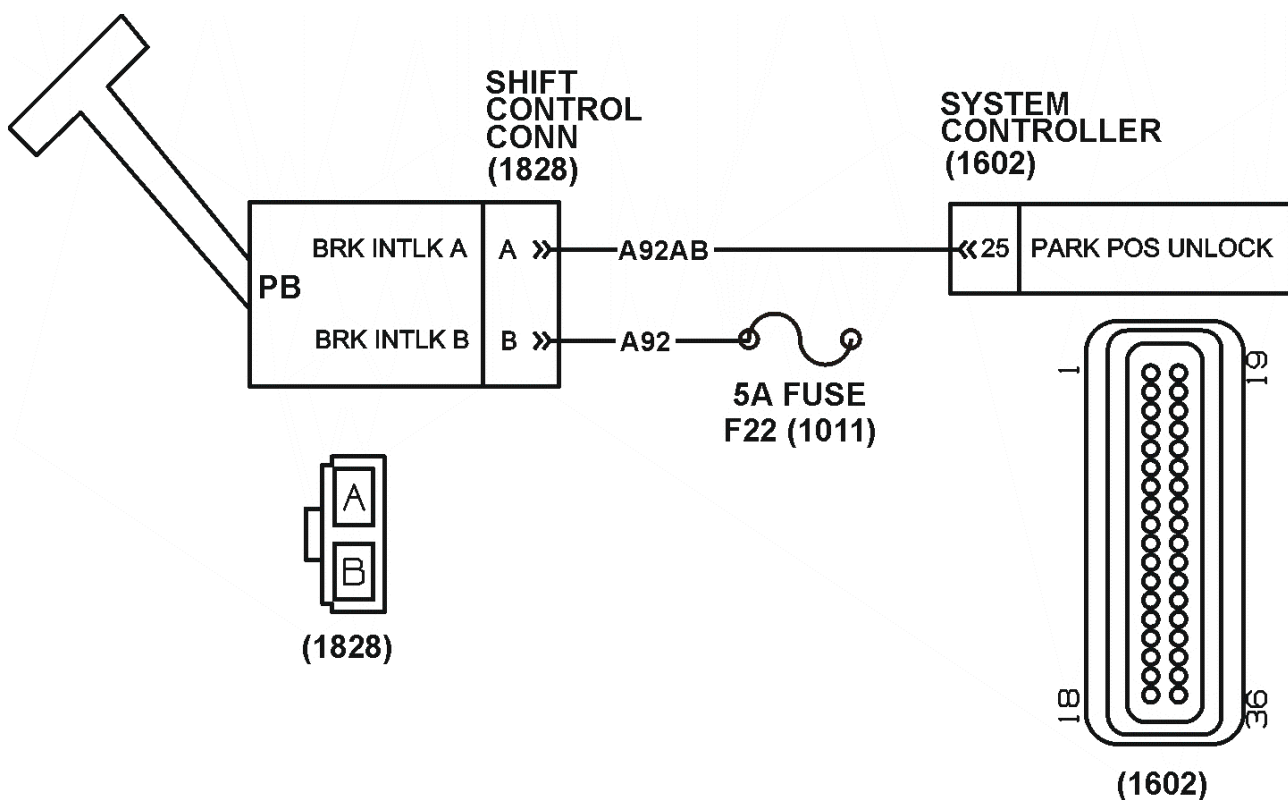 SHIFT
CONTROL
CONN
(1828)
SYSTEM
CONTROLLER
(1602)
BRK INTLK A
A
A92AB
25
PARK POS UNLOCK
PB
BRK INTLK B
B
A92
5A FUSE
F22 (1011)
1
19
A
B
(1828)
18
36
(1602)